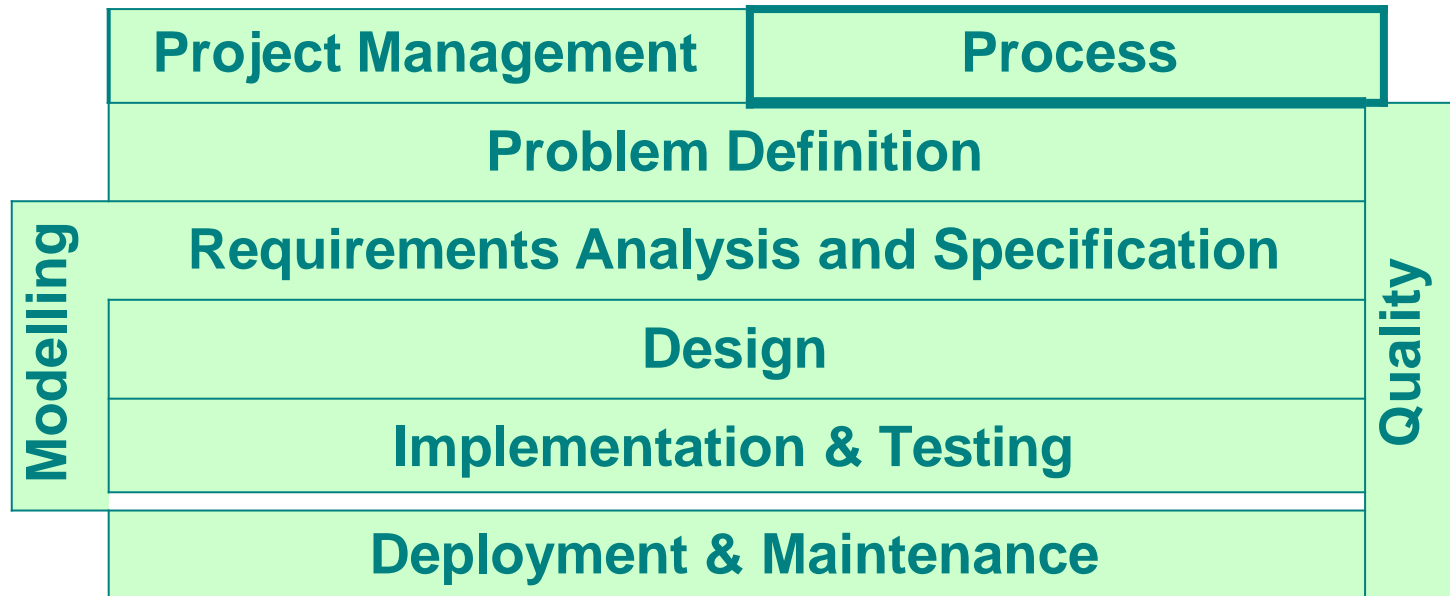 Project Management
Process
Problem Definition
Requirements Analysis and Specification
Modelling
Quality
Design
Implementation & Testing
Deployment & Maintenance